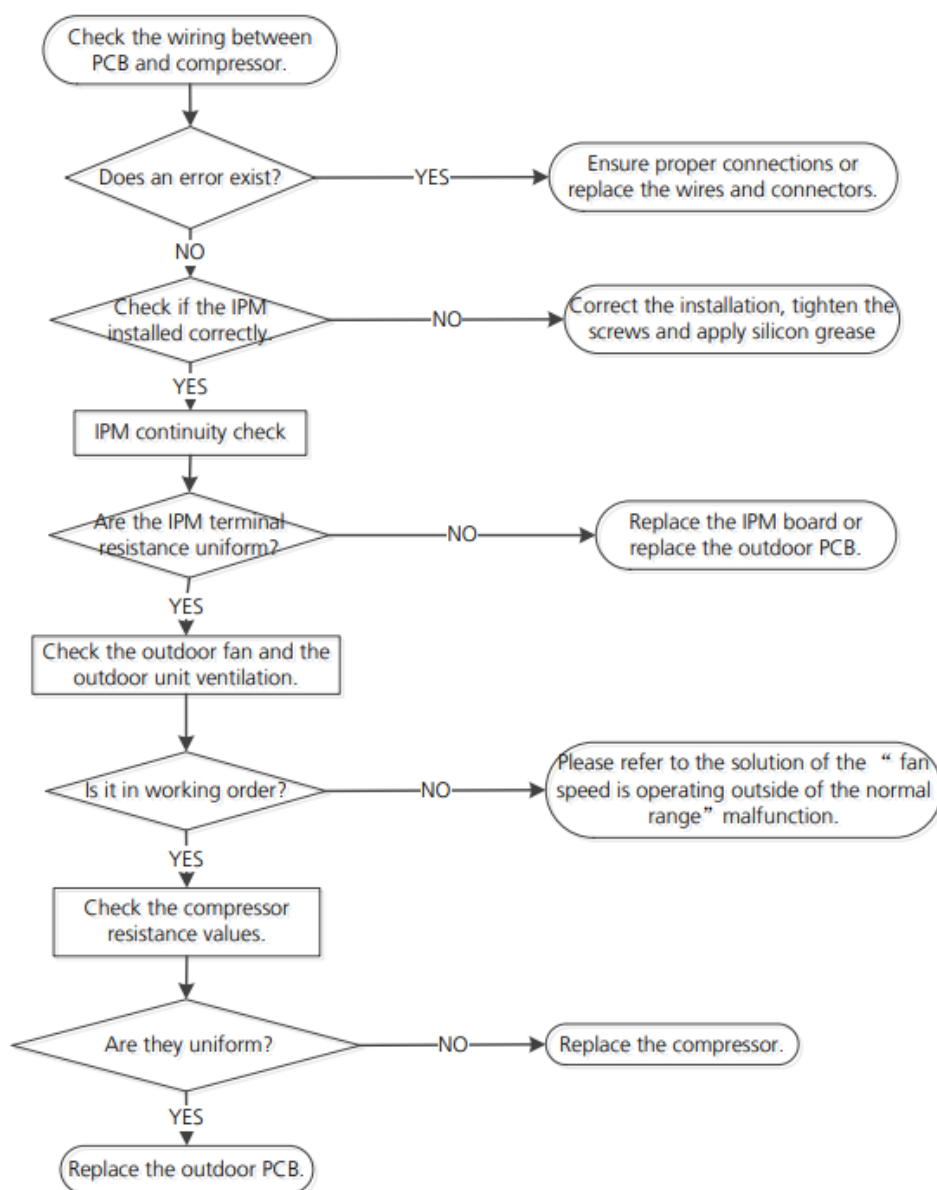 Check the wiring between
PCB and compressor.
Does an error exist?
YES
Ensure proper connections or
replace the wires and connectors.
NO
Check if the IPM
installed correctly.
NO
Correct the installation, tighten the
screws and apply silicon grease
YES
IPM continuity check
Are the IPM terminal
resistance uniform?
NO
Replace the IPM board or
replace the outdoor PCB.
YES
Check the outdoor fan and the
outdoor unit ventilation.
Is it in working order?
NO
Please refer to the solution of the “ fan
speed is operating outside of the normal
range” malfunction.
YES
Check the compressor
resistance values.
Are they uniform?
NO
Replace the compressor.
YES
Replace the outdoor PCB.